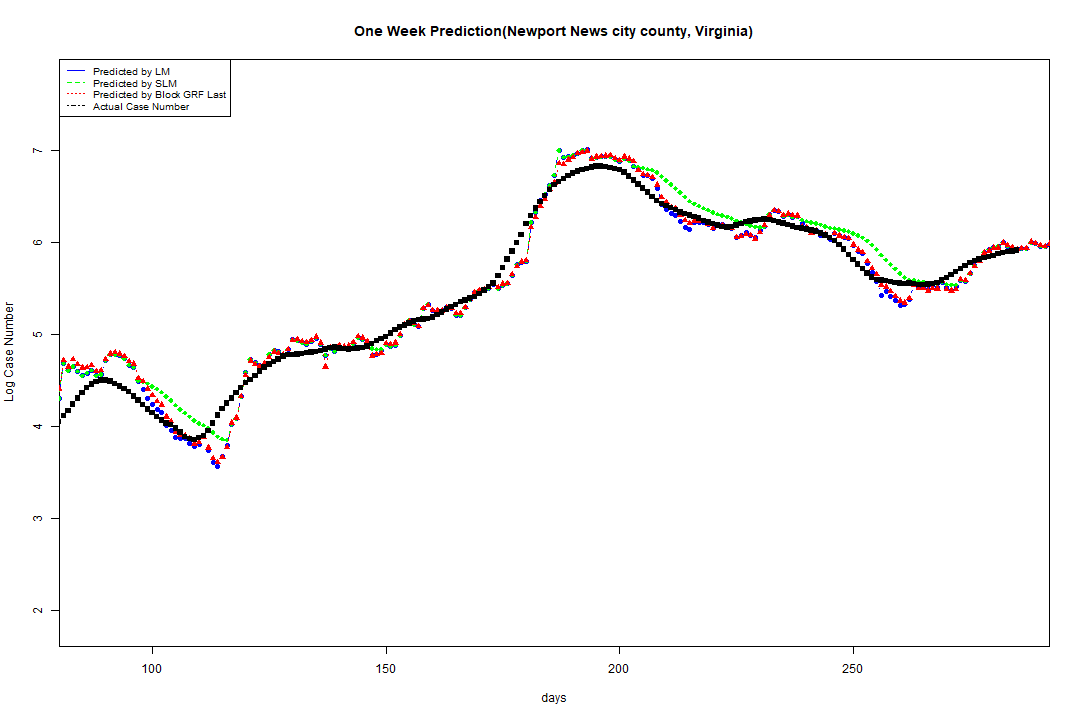 One Week Prediction(Newport News city county, Virginia)
Predicted by LM
Predicted by SLM
Predicted by Block GRF Last
Actual Case Number
7
6
5
4
3
2
Log Case Number
100 150 200 250
days